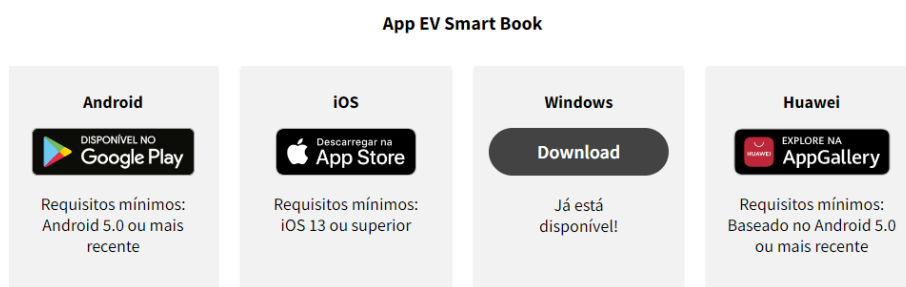 App EV Smart Book
Android
DISPONÍVEL NO
Google Play
Requisitos mínimos:
Android 5.0 ou mais
recente
iOS
Descarregar na
App Store
Requisitos mínimos:
iOS 13 ou superior
Windows
Download
Já está
disponível!
Huawei
HUAWEI
EXPLORE NA
AppGallery
Requisitos mínimos:
Baseado no Android 5.0
ou mais recente